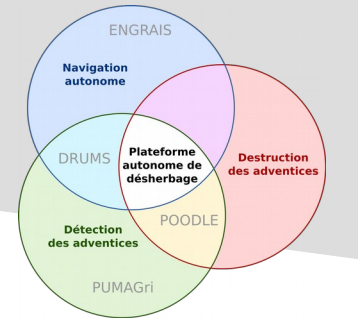 ENGRAIS
Navigation
autonome
DRUMS
Plateforme
autonome de
désherbage
Destruction
des adventices
POODLE
Détection
des adventices
PUMAGri